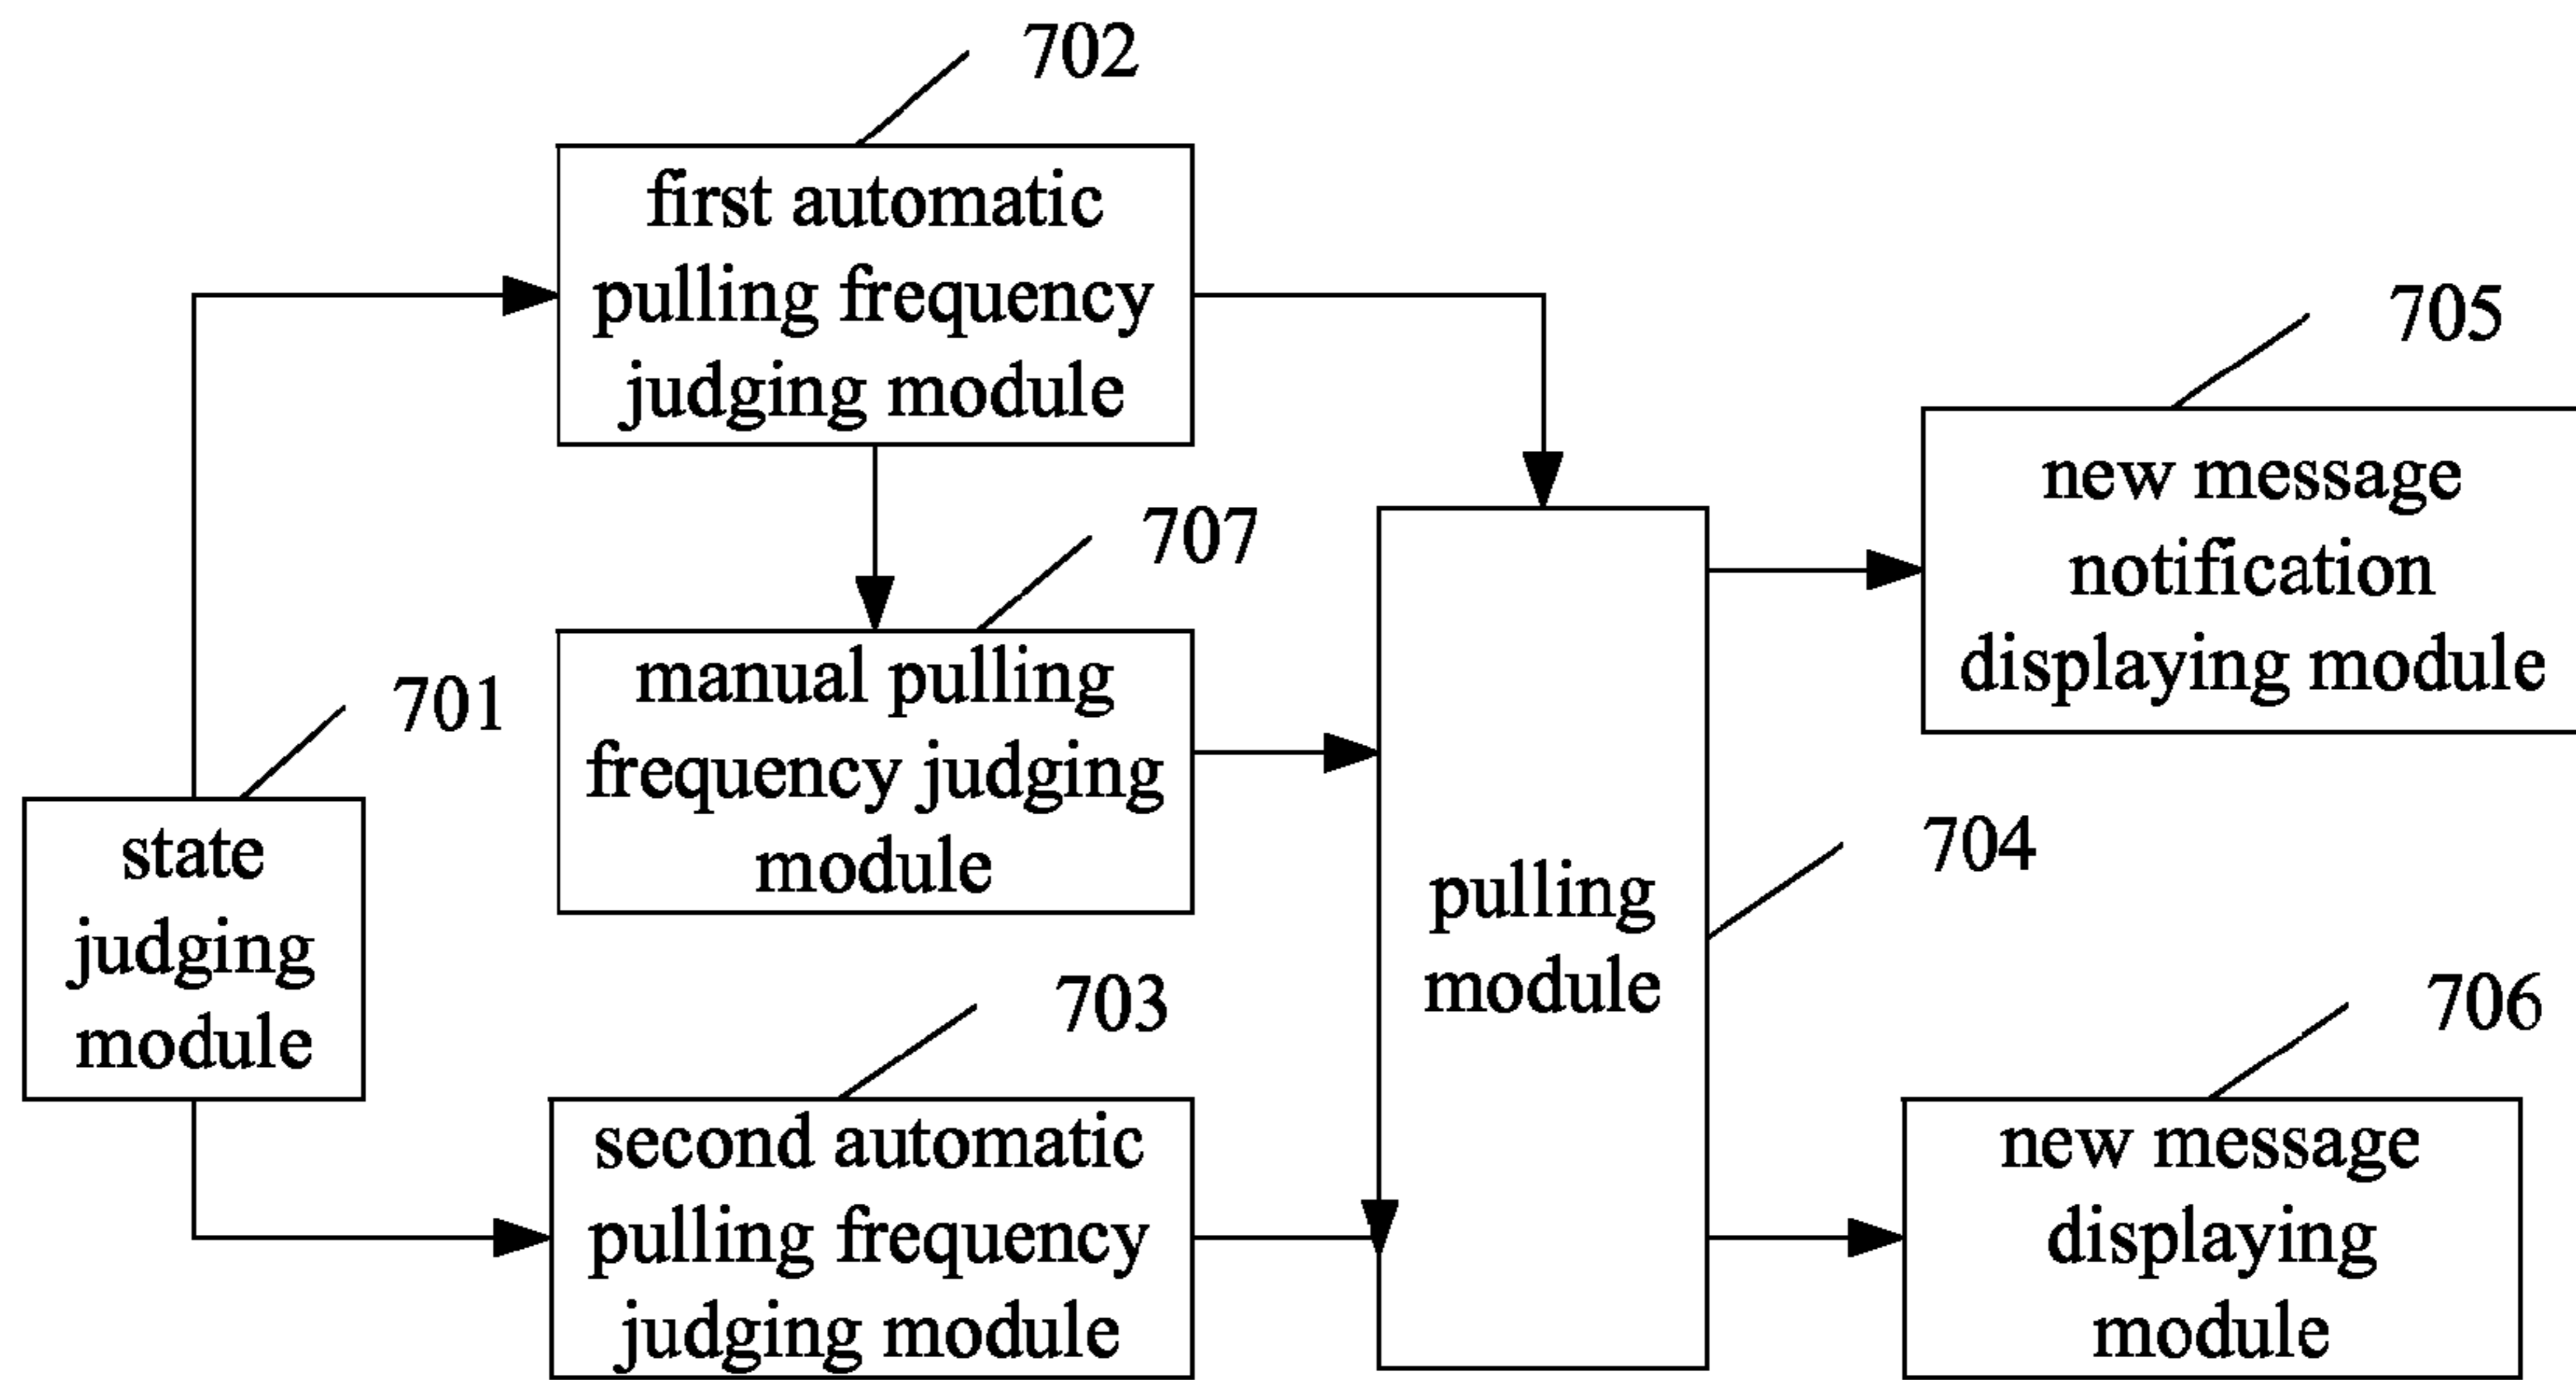 702
first automatic
pulling frequency
judging module
705
new message
notification
displaying module
707
manual pulling
frequency judging
module
701
state
judging
module
704
pulling
module
703
second automatic
pulling frequency
judging module
706
new message
displaying
module